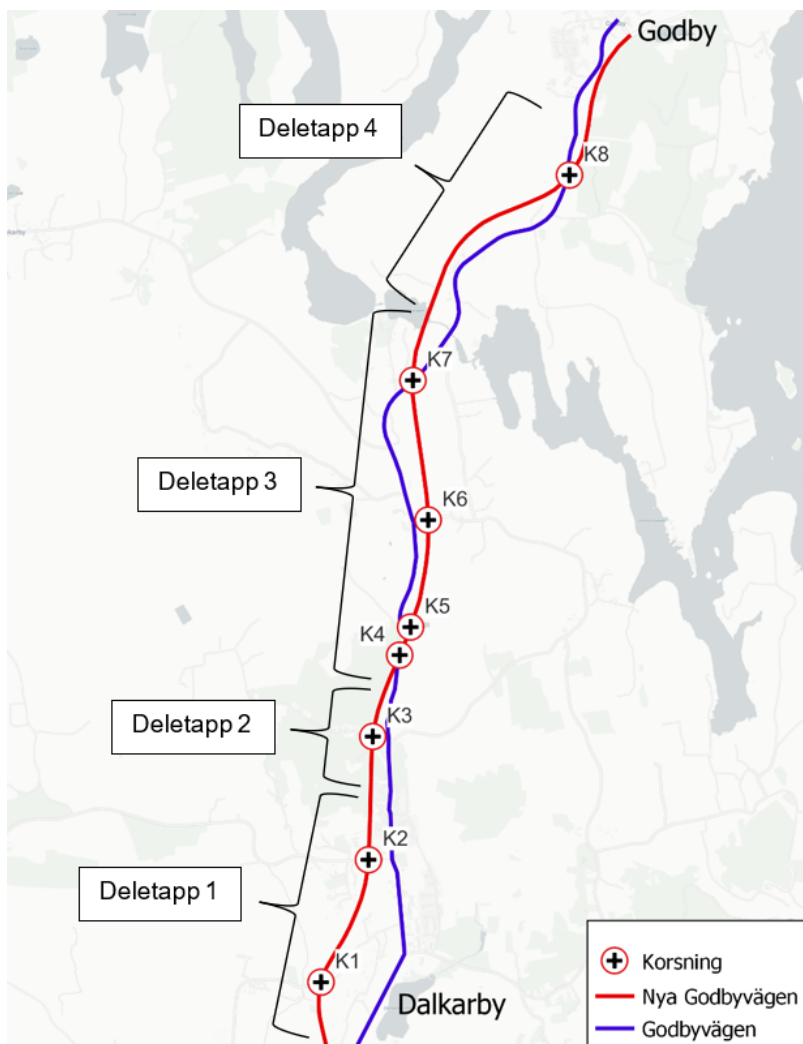 Godby
Deletapp 4
K8
K7
Deletapp 3
K6
K5
K4
Deletapp 2
K3
K2
Deletapp 1
K1
Dalkarby
Korsning
Nya Godbyvägen
Godbyvägen